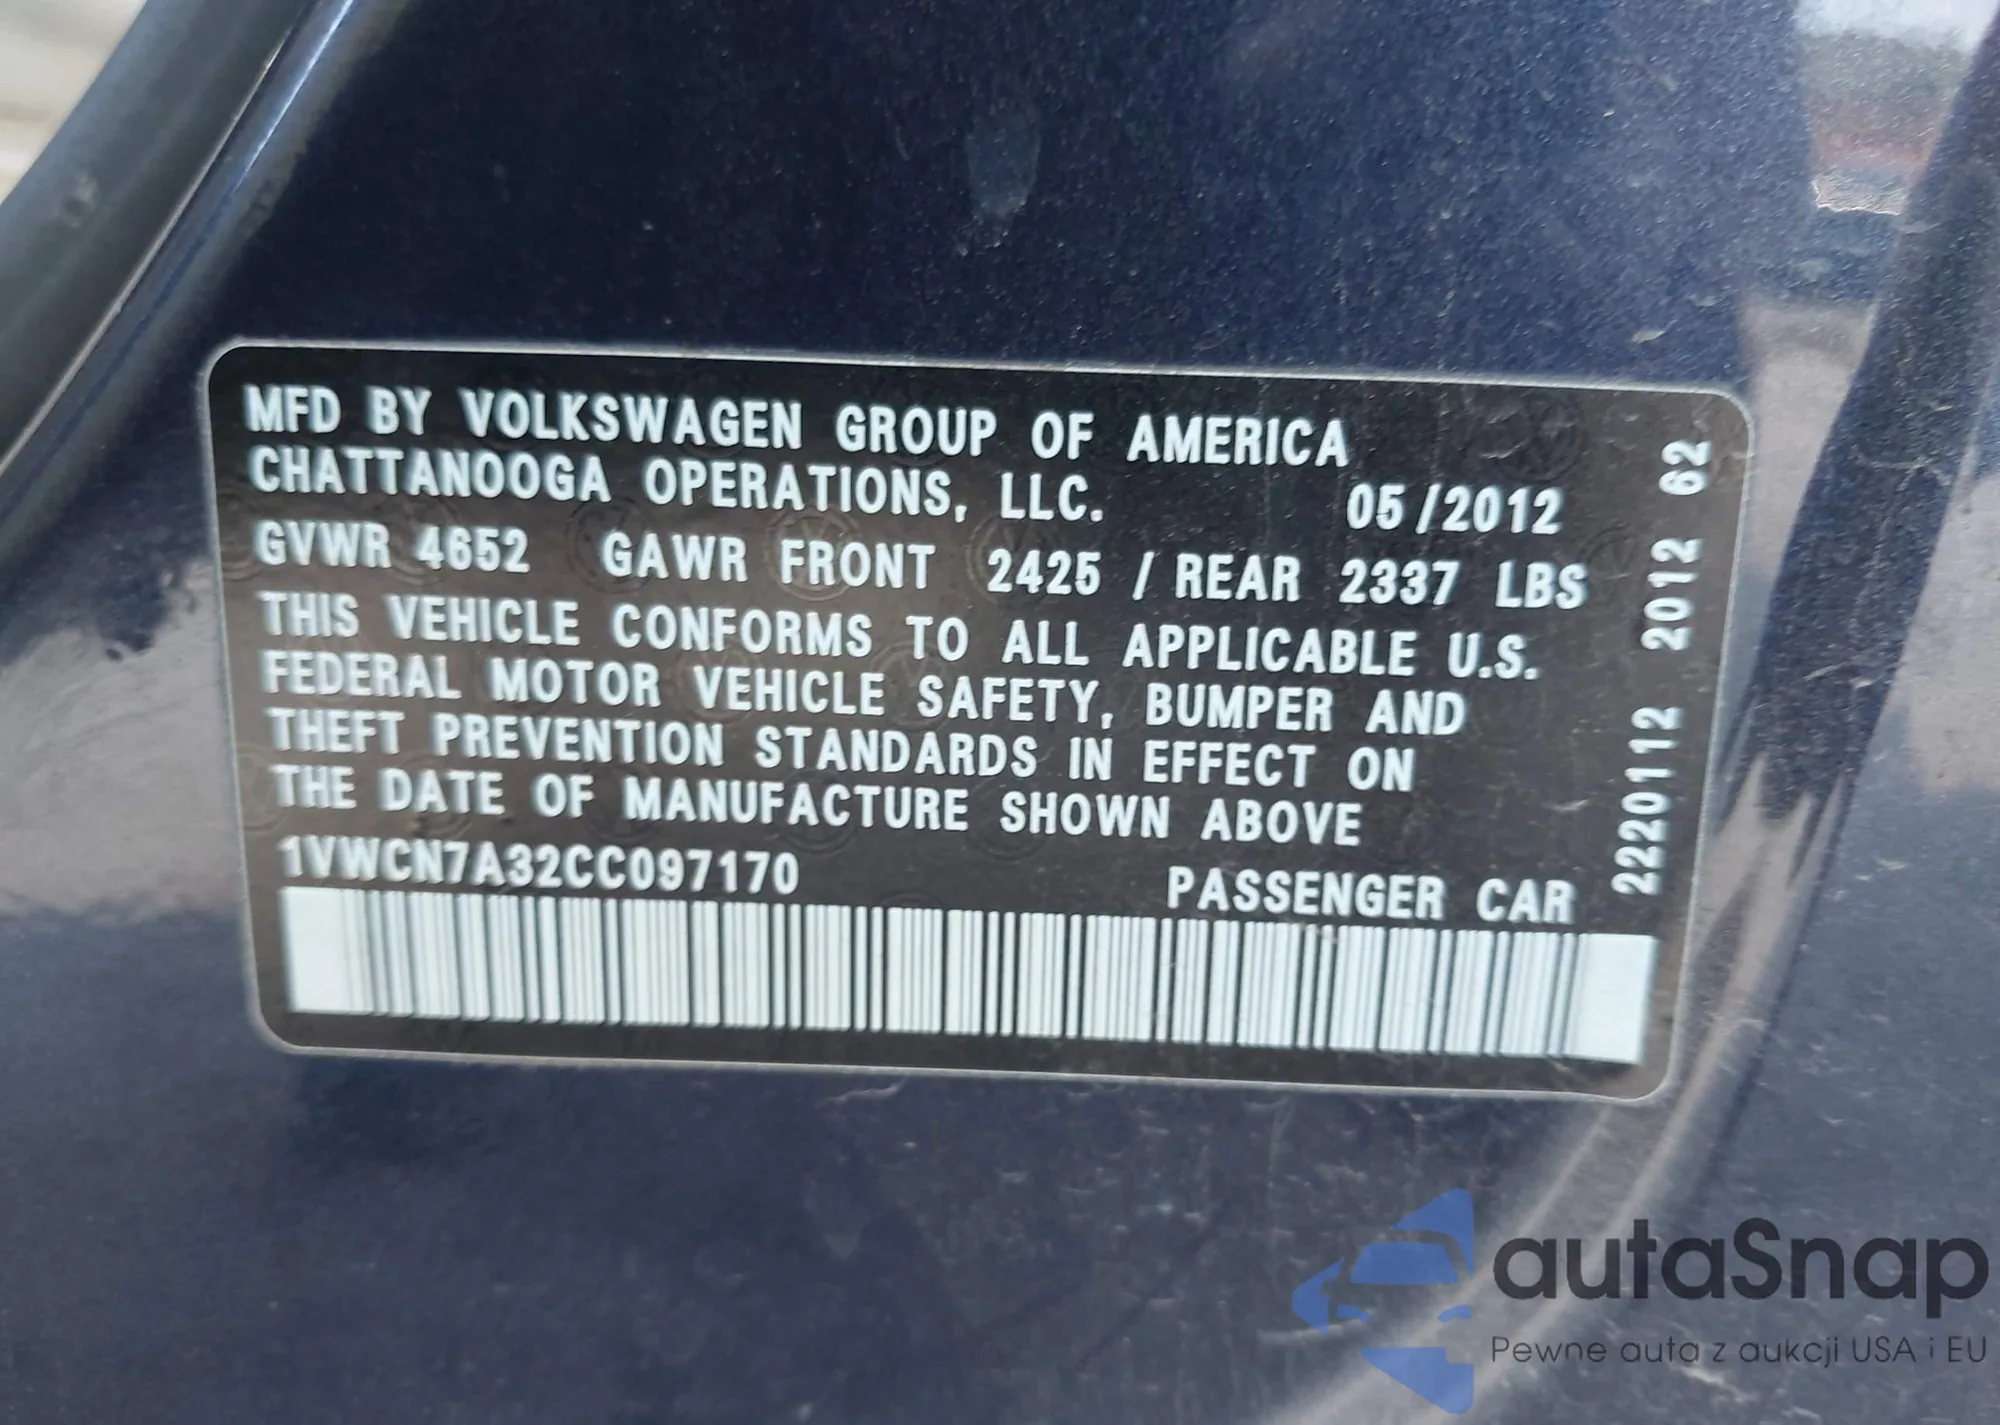 MFD BY VOLKSWAGEN GROUP OF AMERICA
CHATTANOOGA OPERATIONS, LLC. 05/2012
GVWR 4652 GAWR FRONT 2425 / REAR 2337 LBS
THIS VEHICLE CONFORMS TO ALL APPLICABLE U.S.
FEDERAL MOTOR VEHICLE SAFETY, BUMPER AND
THEFT PREVENTION STANDARDS IN EFFECT ON
THE DATE OF MANUFACTURE SHOWN ABOVE
1VWCN7A32CC097170 PASSENGER CAR
2220112 2012 62
autaSnap
Pewne auta z aukcji USA i EU